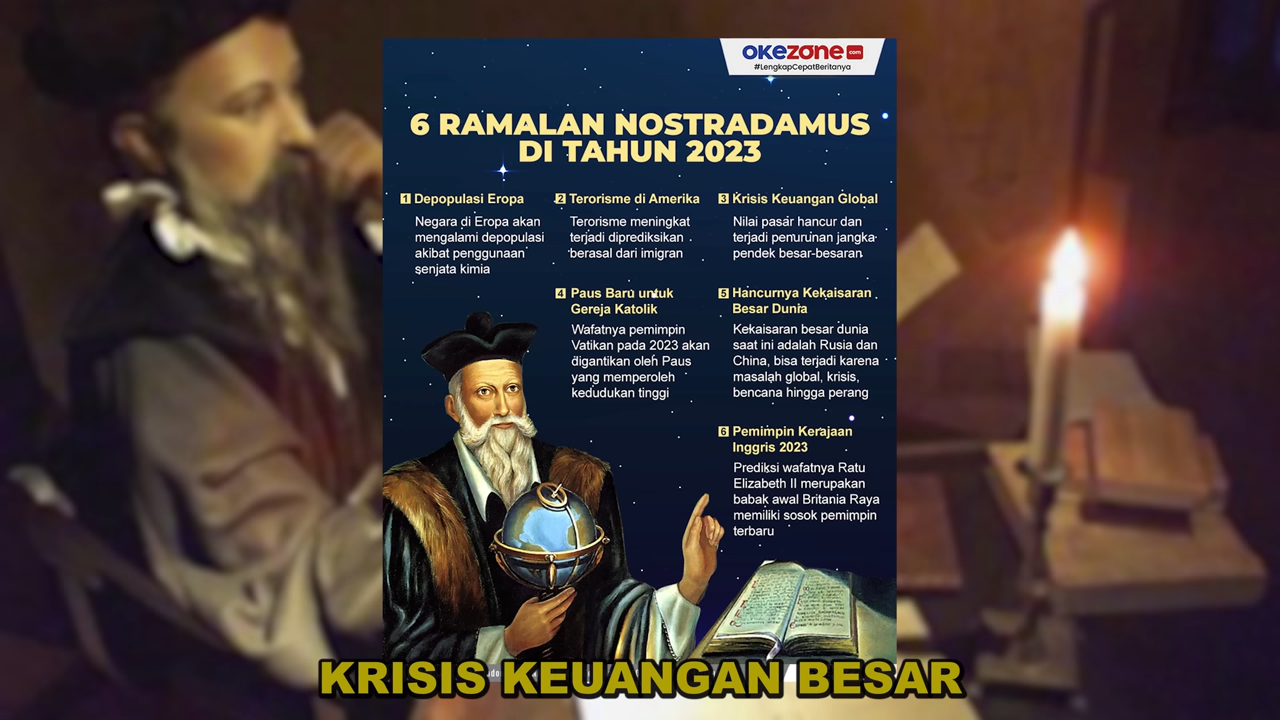 okezone.com
#LengkapCepatBeritanya
6 RAMALAN NOSTRADAMUS
DI TAHUN 2023
1 Depopulasi Eropa
Negara di Eropa akan
mengalami depopulasi
akibat penggunaan
senjata kimia
2 Terorisme di Amerika
Terorisme meningkat
terjadi diprediksikan
berasal dari imigran
3 Krisis Keuangan Global
Nilai pasar hancur dan
terjadi penurunan jangka
pendek besar-besaran
4 Paus Baru untuk
Gereja Katolik
Wafatnya pemimpin
Vatikan pada 2023 akan
digantikan oleh Paus
yang memperoleh
kedudukan tinggi
5 Hancurnya Kekaisaran
Besar Dunia
Kekaisaran besar dunia
saat ini adalah Rusia dan
China, bisa terjadi karena
masalah global, krisis,
bencana hingga perang
6 Pemimpin Kerajaan
Inggris 2023
Prediksi wafatnya Ratu
Elizabeth II merupakan
babak awal Britania Raya
memiliki sosok pemimpin
terbaru
KRISIS KEUANGAN BESAR